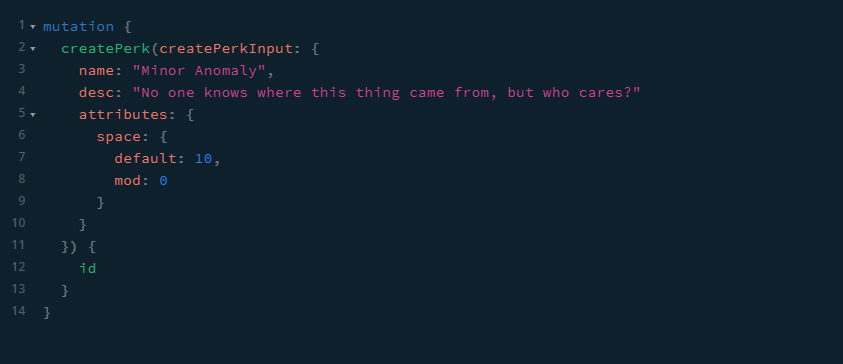 1 mutation {
2 createPerk(createPerkInput: {
3 name: "Minor Anomaly",
4 desc: "No one knows where this thing came from, but who cares?"
5 attributes: {
6 space: {
7 default: 10,
8 mod: 0
9 }
10 }
11 }) {
12 id
13 }
14 }